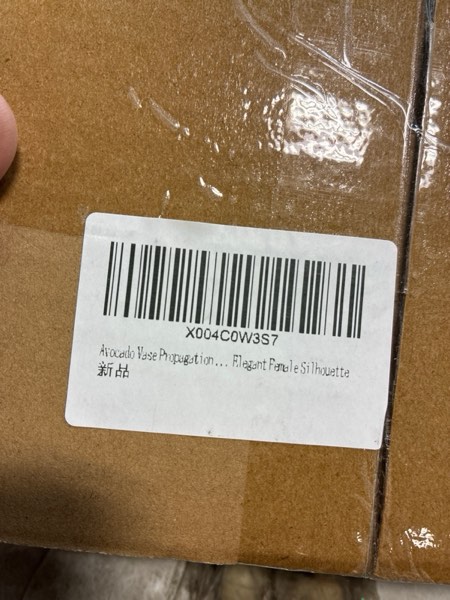 X004C0W3S7
Avocado Vase Propagation... Elegant Female Silhouette
新品